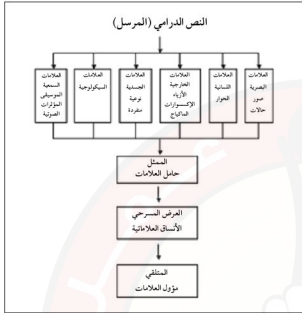 النص الدرامي (المرسل)
العلامات
البصرية
صور
حالات
العلامات
اللسانية
الحوار
العلامات
الخارجية
الأزياء
الإكسسوارات
الماكياج
العلامات
الجسدية
نوعية
منفردة
العلامات
السيكولوجية
العلامات
السمعية
الموسيقى
المؤثرات
الصوتية
الممثل
حامل العلامات
العرض المسرحي
الأنساق العلاماتية
المتلقي
مؤول العلامات